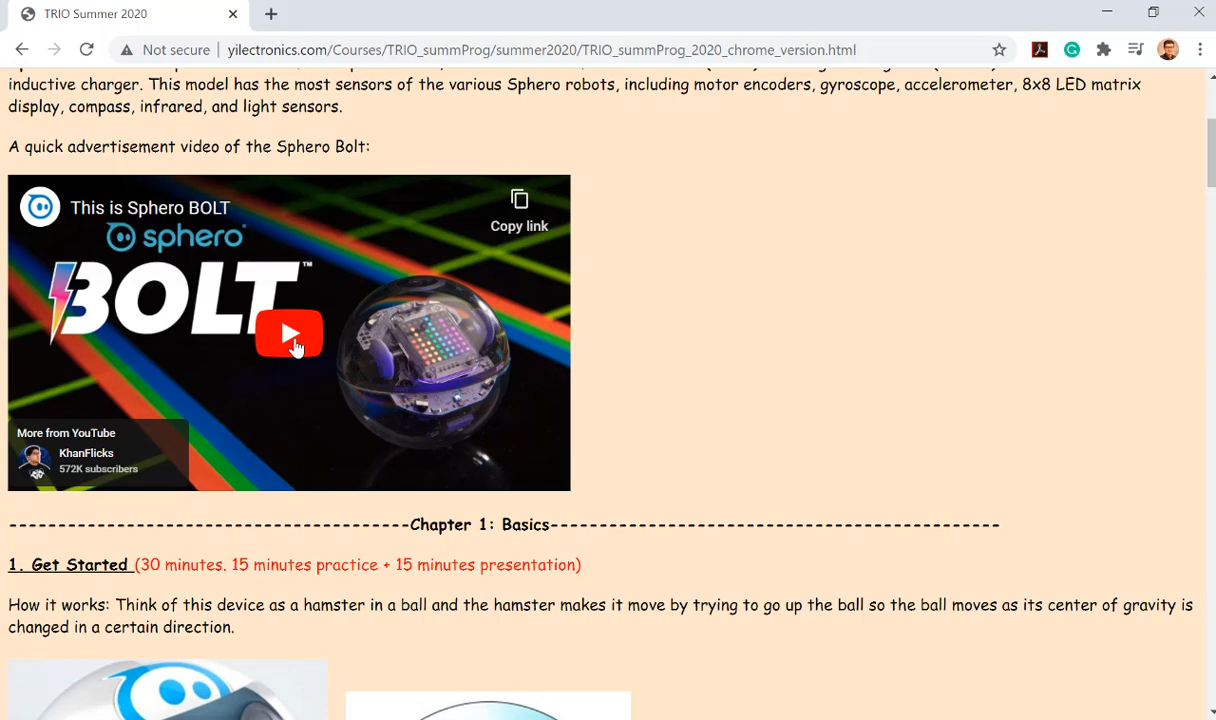 TRIO Summer 2020
Not secure
yilectronics.com/Courses/TRIO_summProg/summer2020/TRIO_summProg_2020_chrome_version.html
inductive charger. This model has the most sensors of the various Sphero robots, including motor encoders, gyroscope, accelerometer, 8x8 LED matrix
display, compass, infrared, and light sensors.
A quick advertisement video of the Sphero Bolt:
This is Sphero BOLT
Copy link
sphero
BOLT™
More from YouTube
KhanFlicks
572K subscribers
-----------------------------------------Chapter 1: Basics----------------------------------------------
1. Get Started (30 minutes. 15 minutes practice + 15 minutes presentation)
How it works: Think of this device as a hamster in a ball and the hamster makes it move by trying to go up the ball so the ball moves as its center of gravity is
changed in a certain direction.